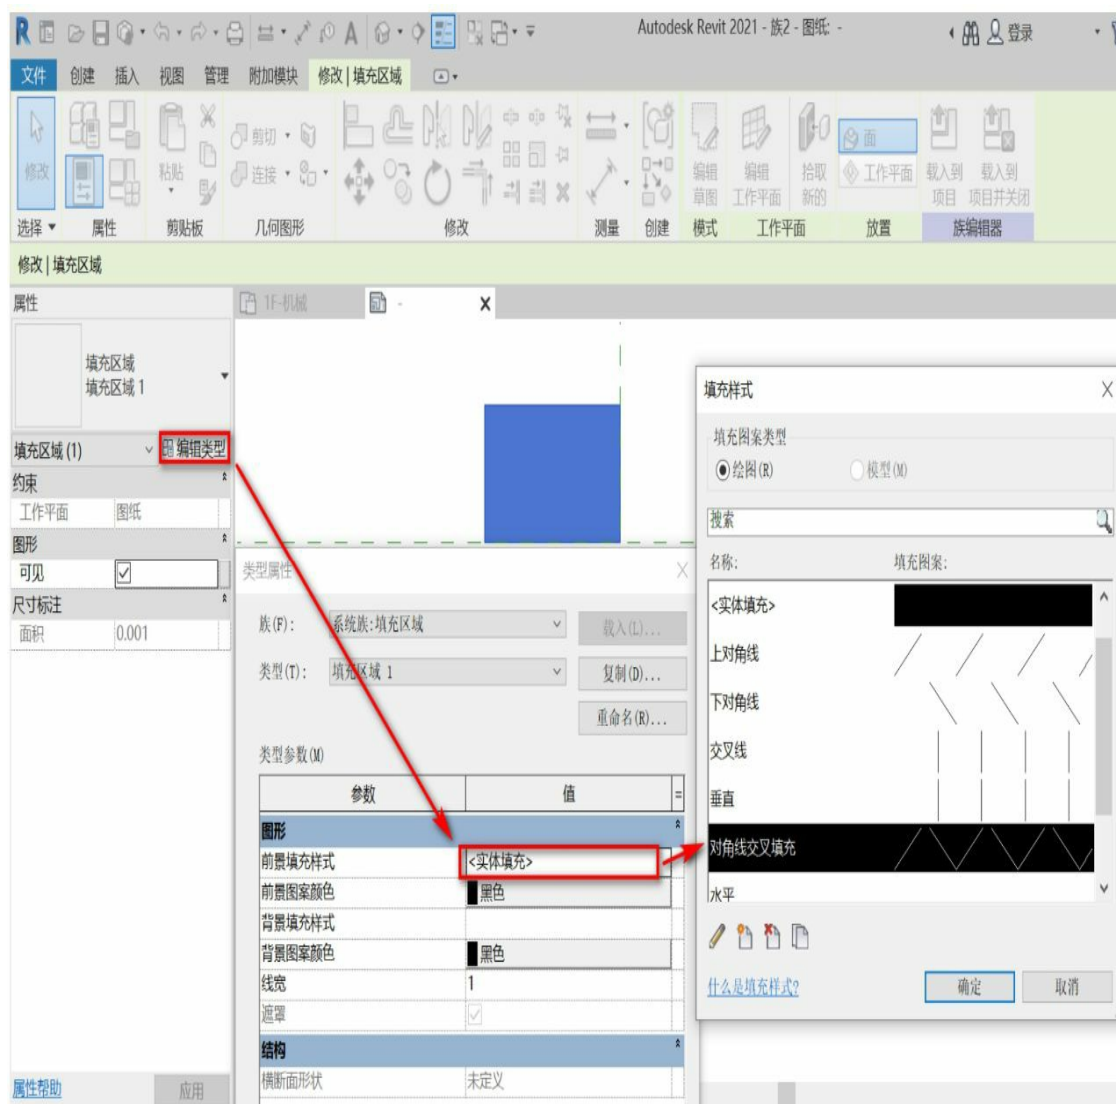 Autodesk Revit 2021 - 族2 - 图纸: -
登录
文件 创建 插入 视图 管理 附加模块 修改 | 填充区域
修改
粘贴
剪切
连接
编辑
草图
编辑
工作平面
拾取
新的
面
工作平面
载入到
项目
载入到
项目并关闭
选择 属性 剪贴板 几何图形 修改 测量 创建 模式 工作平面 放置 族编辑器
修改 | 填充区域
属性
1F-机械
-
填充区域
填充区域 1
填充区域 (1)
编辑类型
约束
工作平面 图纸
图形
可见
尺寸标注
面积 0.001
属性帮助
应用
类型属性
族(F): 系统族:填充区域 载入(L)...
类型(T): 填充区域 1 复制(D)...
重命名(R)...
类型参数(M)
参数 值 =
图形
前景填充样式 <实体填充>
前景图案颜色 黑色
背景填充样式
背景图案颜色 黑色
线宽 1
遮罩
结构
横断面形状 未定义
填充样式
填充图案类型
绘图(R) 模型(M)
搜索
名称: 填充图案:
<实体填充>
上对角线
下对角线
交叉线
垂直
对角线交叉填充
水平
什么是填充样式?
确定 取消